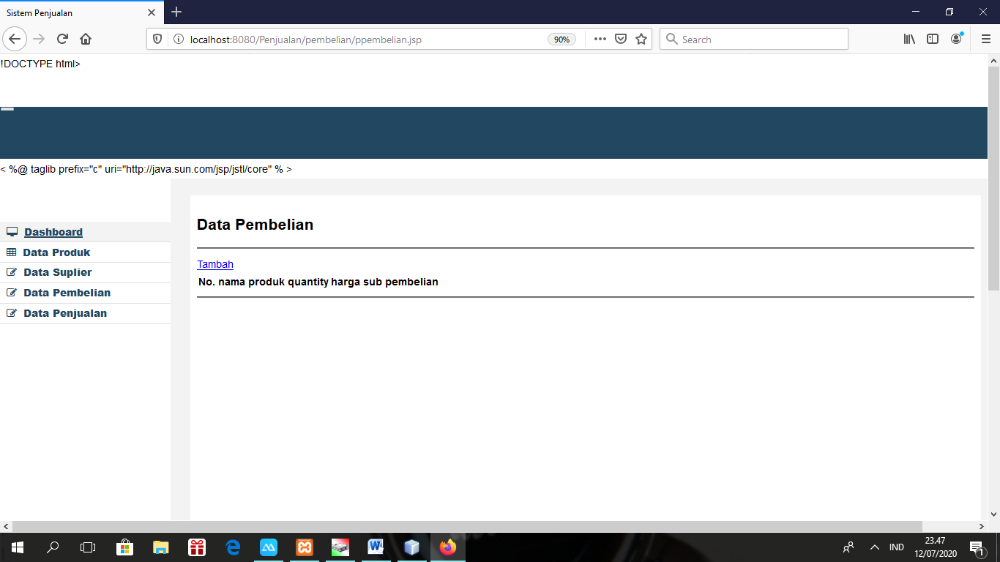 Sistem Penjualan
localhost:8080/Penjualan/pembelian/ppembelian.jsp
90%
Search
!DOCTYPE html>
< %@ taglib prefix="c" uri="http://java.sun.com/jsp/jstl/core" % >
Dashboard
Data Produk
Data Suplier
Data Pembelian
Data Penjualan
Data Pembelian
Tambah
No. nama produk quantity harga sub pembelian
IND
23.47
12/07/2020
1